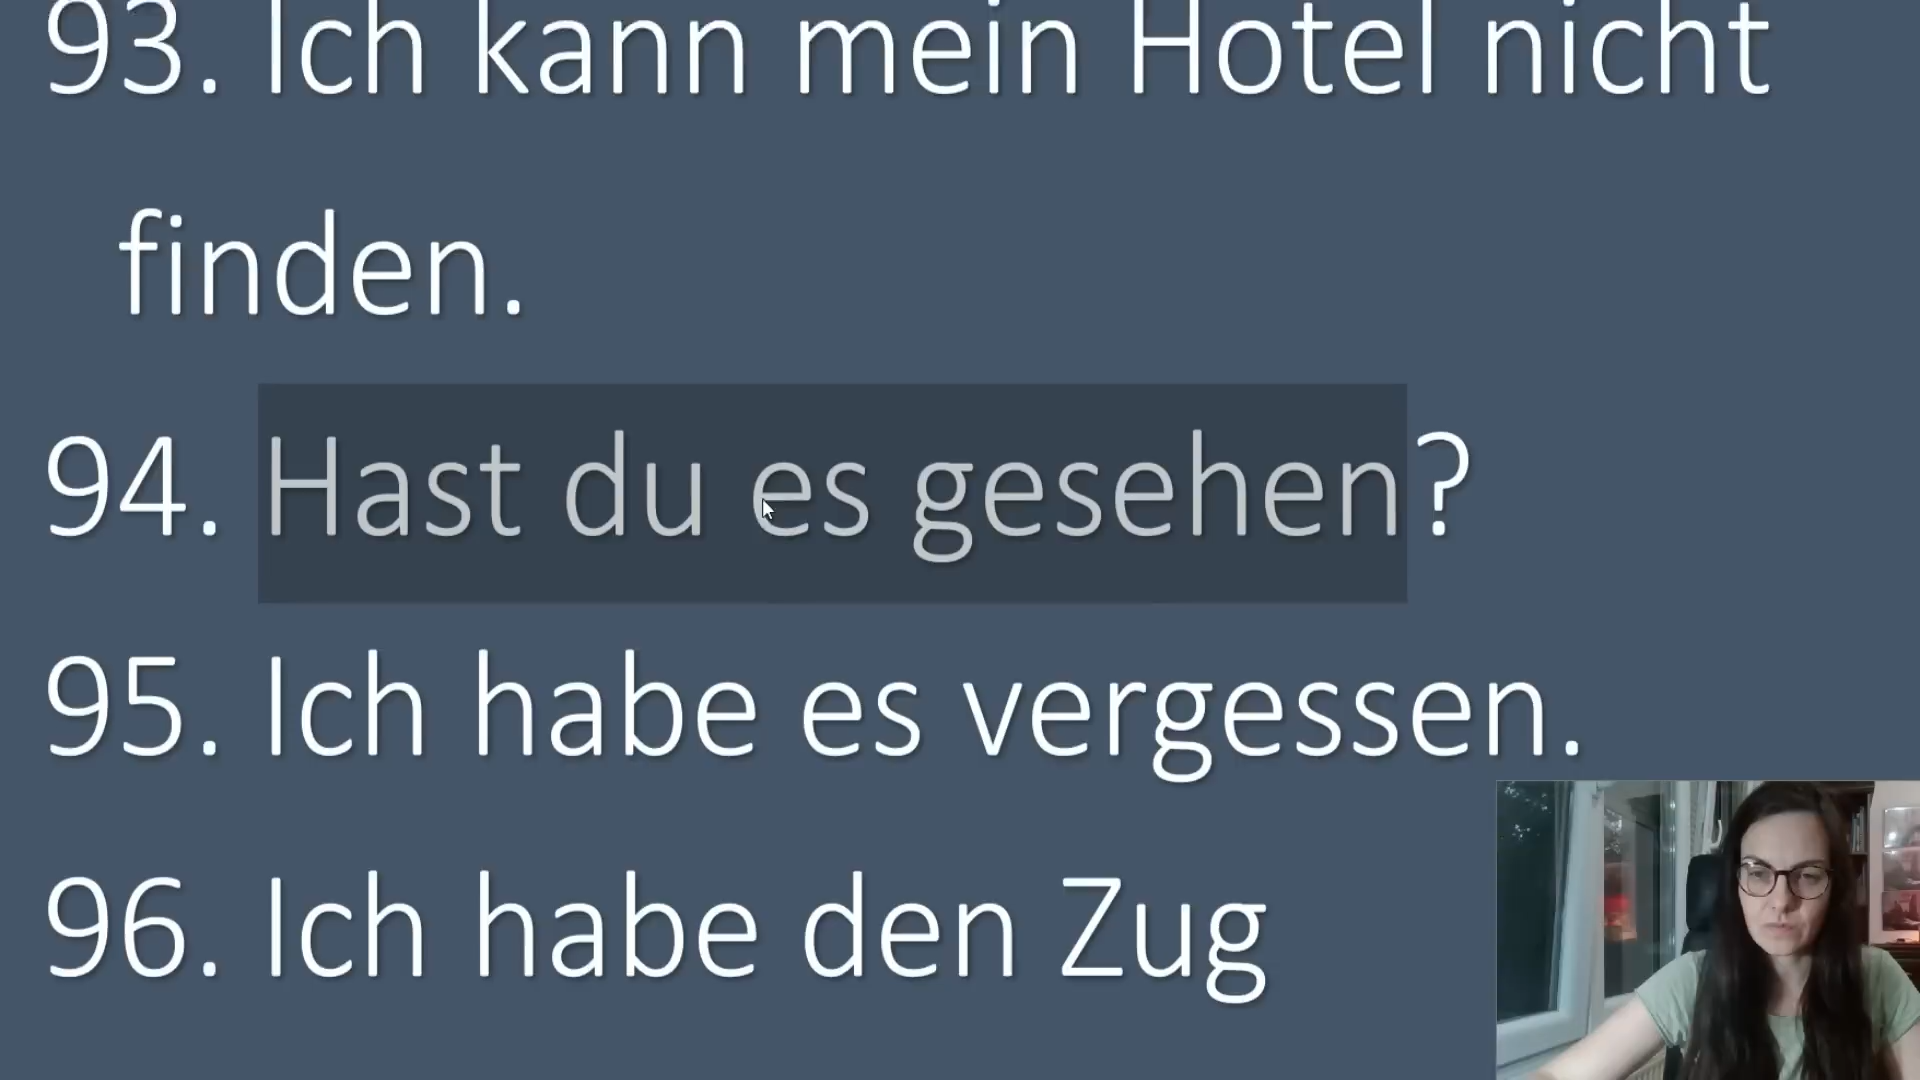 93. Ich kann mein Hotel nicht
finden.
94. Hast du es gesehen?
95. Ich habe es vergessen.
96. Ich habe den Zug